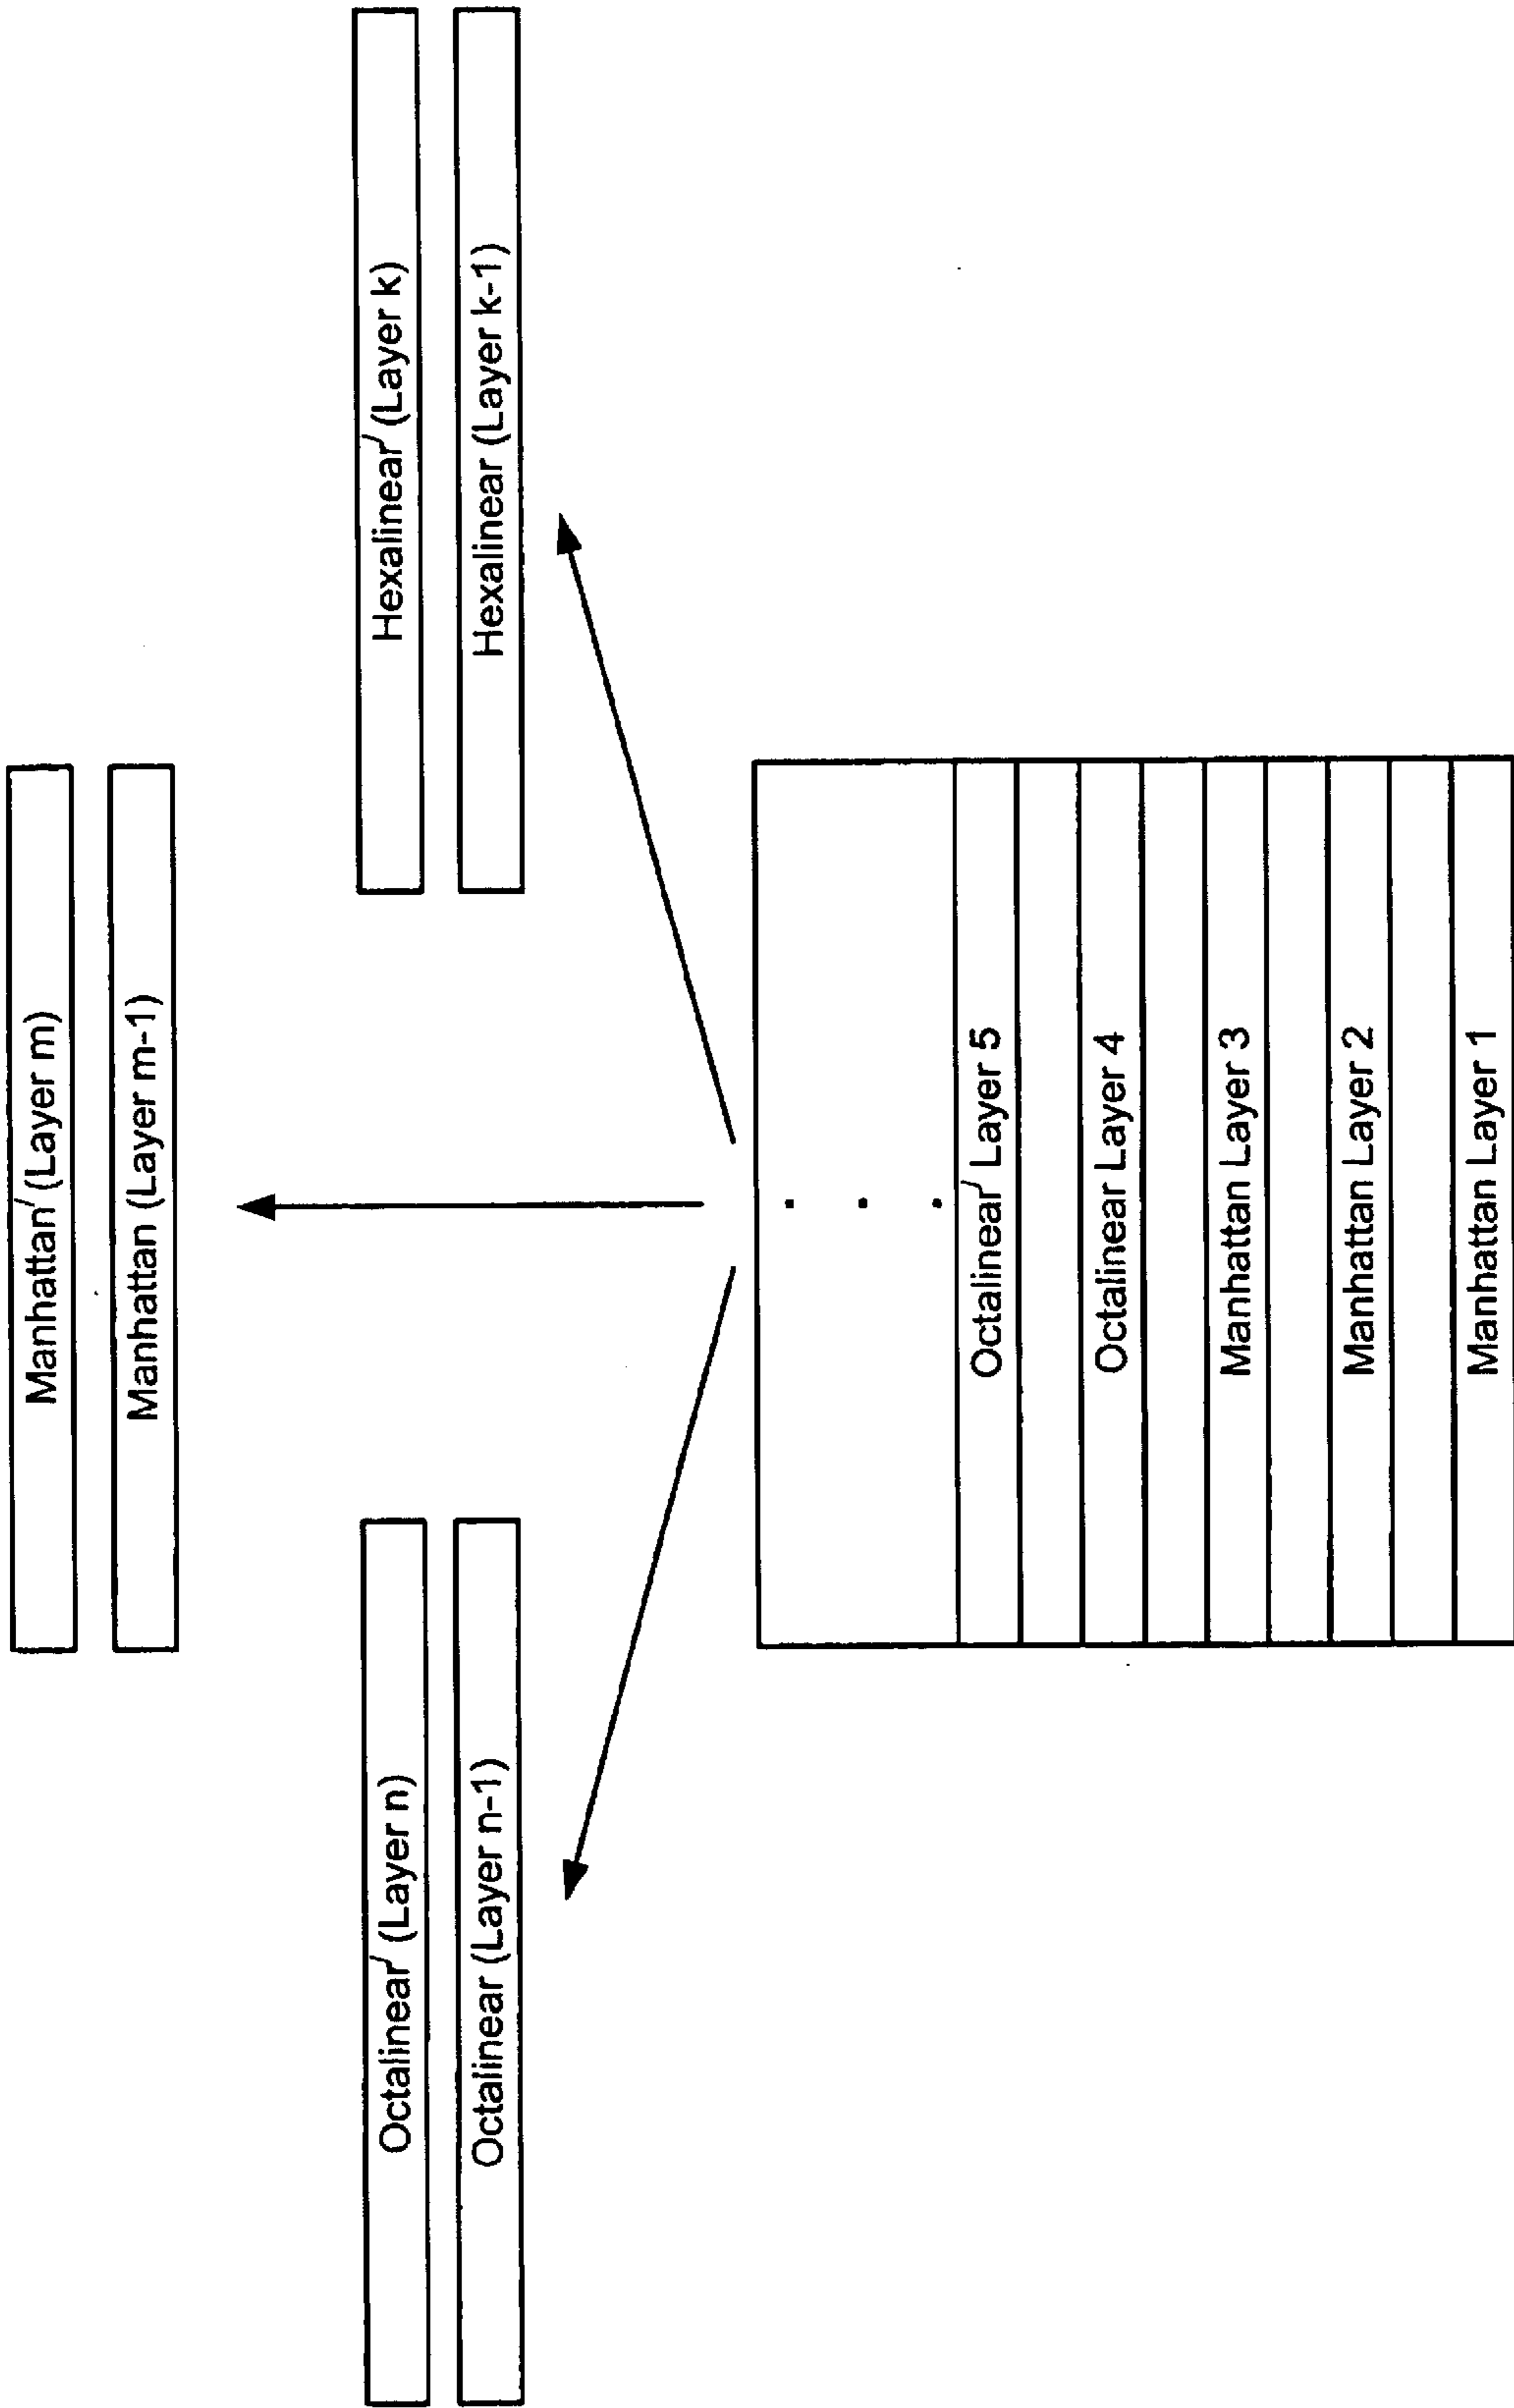 Manhattan′ (Layer m)
Manhattan (Layer m-1)
Octalinear′ (Layer n)
Octalinear (Layer n-1)
Hexalinear′ (Layer k)
Hexalinear (Layer k-1)
Octalinear′ Layer 5
Octalinear Layer 4
Manhattan Layer 3
Manhattan Layer 2
Manhattan Layer 1